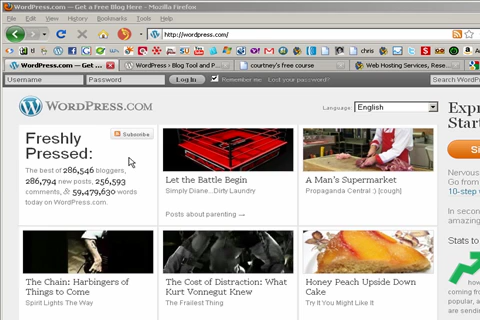 WordPress.com — Get a Free Blog Here - Mozilla Firefox
File Edit View History Bookmarks Tools Help
http://wordpress.com/
chris
WordPress.com — Get... WordPress › Blog Tool and P... courtney's free course Web Hosting Services, Rese...
Username Password Log In Remember me Lost your password? Search WordP
WORDPRESS.COM Language: English
Freshly Pressed:
Subscribe
The best of 286,546 bloggers,
286,794 new posts, 256,593
comments, & 59,479,630 words
today on WordPress.com.
Let the Battle Begin
Simply Diane...Dirty Laundry
Posts about parenting →
A Man's Supermarket
Propaganda Central :) [cough]
The Chain: Harbingers of
Things to Come
Spirit Lights The Way
The Cost of Distraction: What
Kurt Vonnegut Knew
The Frailest Thing
Honey Peach Upside Down
Cake
Try It You Might Like It
Expr
Start
Si
Nervous
Go from
10-step
In secon
amazing
Stats to
how
coming from
popular, a
are sendin